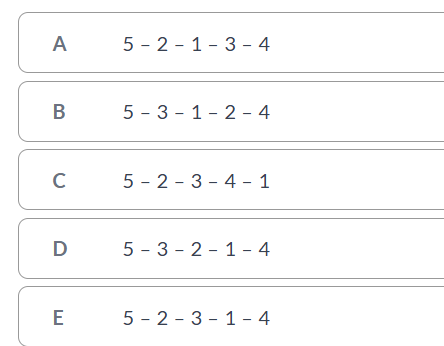 A 5 – 2 – 1 – 3 – 4
B 5 – 3 – 1 – 2 – 4
C 5 – 2 – 3 – 4 – 1
D 5 – 3 – 2 – 1 – 4
E 5 – 2 – 3 – 1 – 4